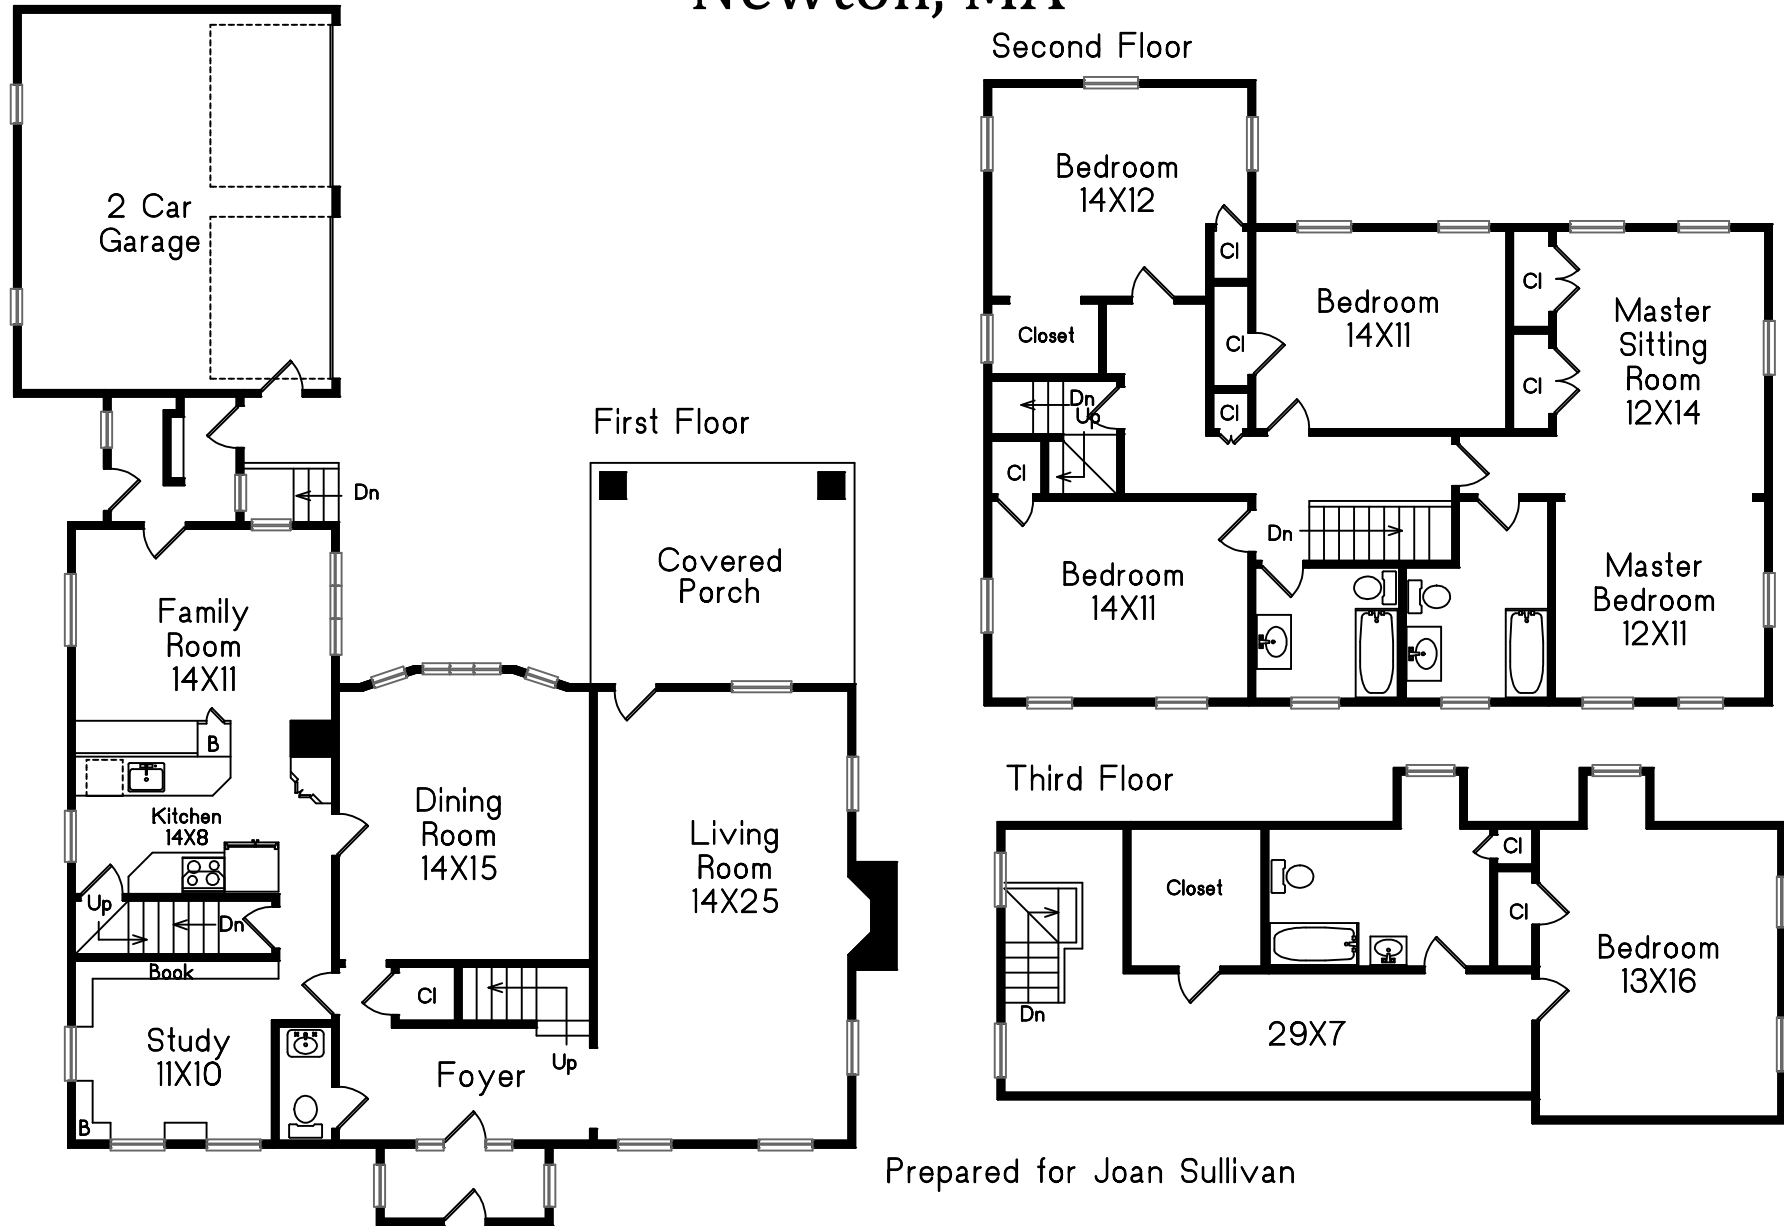 Newton, MA
2 Car
Garage
Dn
First Floor
Covered
Porch
Family
Room
14X11
B
Kitchen
14X8
Dining
Room
14X15
Living
Room
14X25
Up
Dn
Book
Cl
Study
11X10
Foyer
Up
B
Second Floor
Bedroom
14X12
Cl
Closet
Cl
Bedroom
14X11
Cl
Cl
Master
Sitting
Room
12X14
Dn
Up
Cl
Cl
Dn
Bedroom
14X11
Master
Bedroom
12X11
Third Floor
Closet
Cl
Cl
Bedroom
13X16
Dn
29X7
Prepared for Joan Sullivan